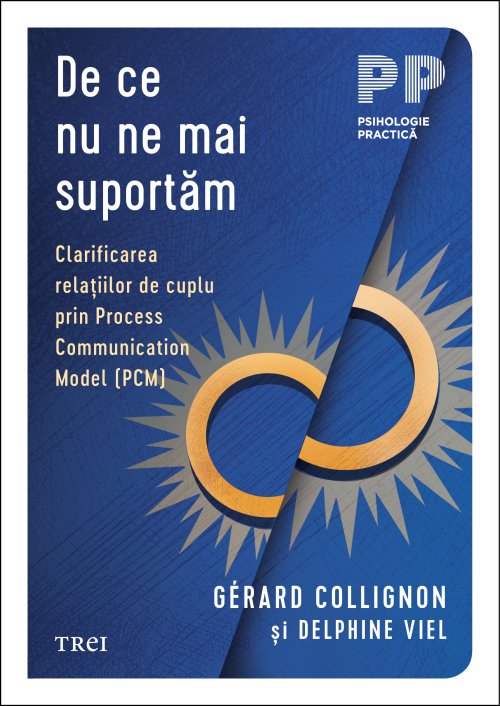 De ce
nu ne mai
suportăm
PP
PSIHOLOGIE
PRACTICĂ
Clarificarea
relațiilor de cuplu
prin Process
Communication
Model (PCM)
GÉRARD COLLIGNON
și DELPHINE VIEL
TREI